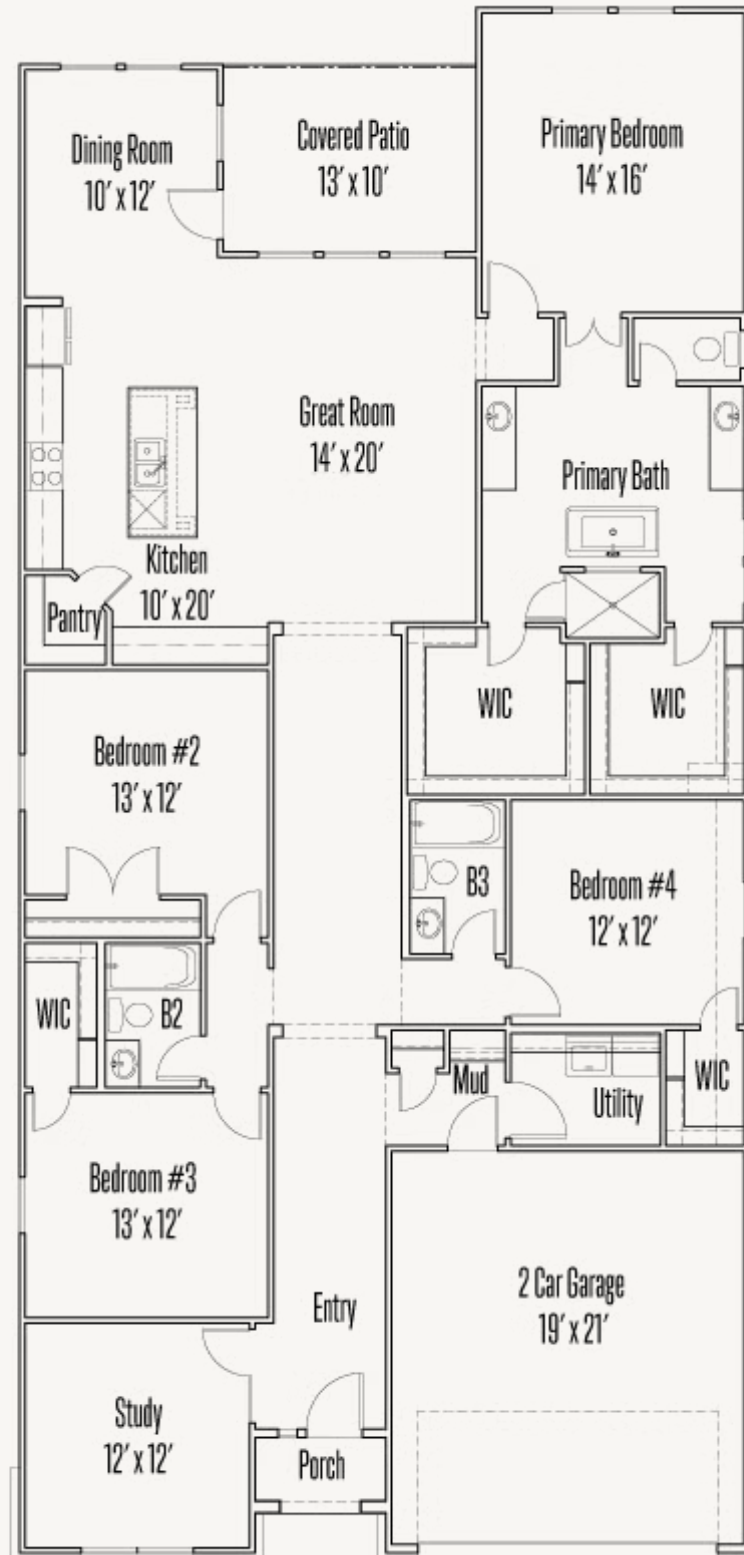 Dining Room
10′ x 12′
Covered Patio
13′ x 10′
Primary Bedroom
14′ x 16′
Great Room
14′ x 20′
Primary Bath
Kitchen
10′ x 20′
Pantry
WIC
WIC
Bedroom #2
13′ x 12′
B3
Bedroom #4
12′ x 12′
WIC
B2
Mud
Utility
WIC
Bedroom #3
13′ x 12′
2 Car Garage
19′ x 21′
Entry
Study
12′ x 12′
Porch